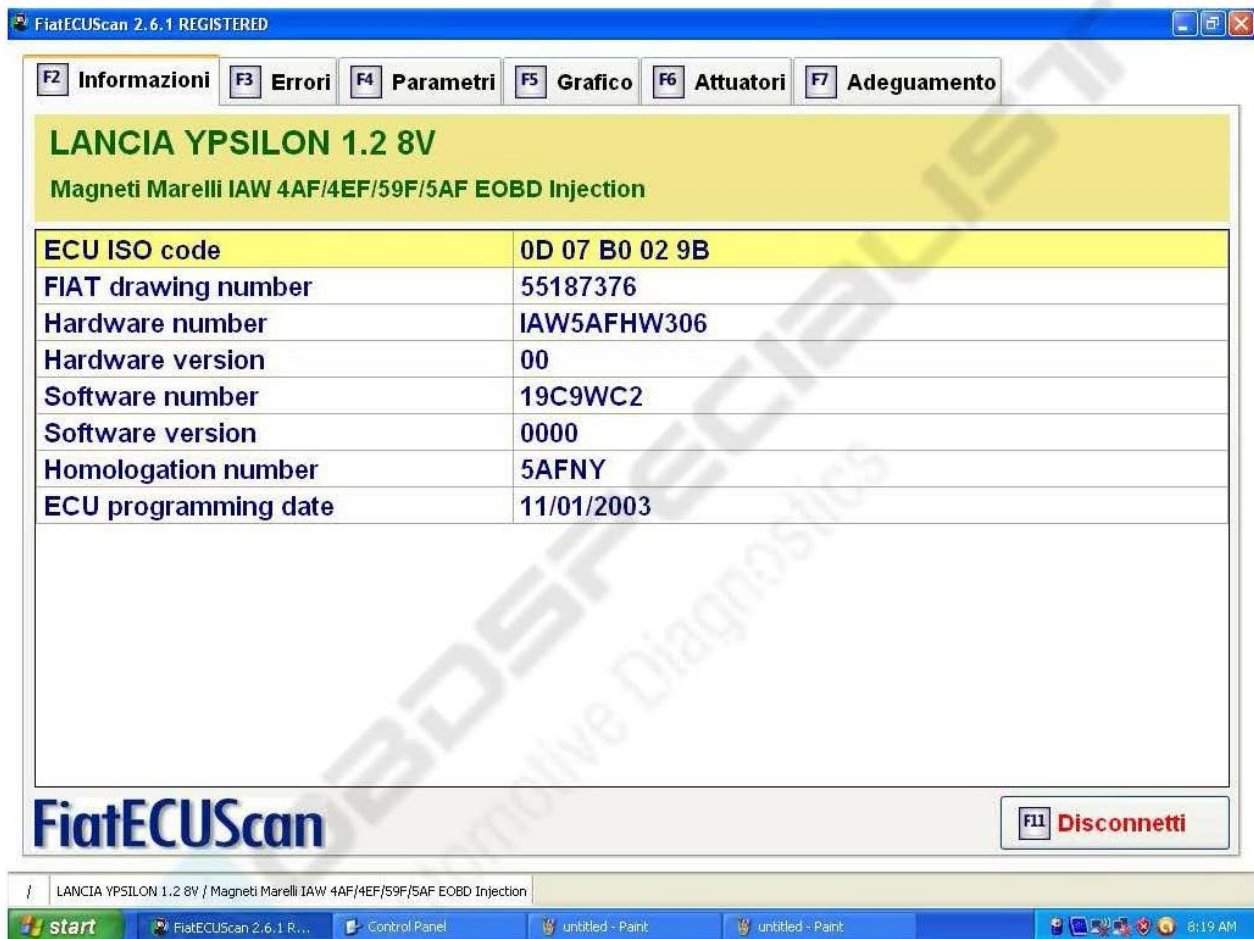 FiatECUScan 2.6.1 REGISTERED
F2 Informazioni F3 Errori F4 Parametri F5 Grafico F6 Attuatori F7 Adeguamento
LANCIA YPSILON 1.2 8V
Magneti Marelli IAW 4AF/4EF/59F/5AF EOBD Injection
ECU ISO code 0D 07 B0 02 9B
FIAT drawing number 55187376
Hardware number IAW5AFHW306
Hardware version 00
Software number 19C9WC2
Software version 0000
Homologation number 5AFNY
ECU programming date 11/01/2003
OBDSPECIALIST
Automotive Diagnostics
FiatECUScan
F11 Disconnetti
/ LANCIA YPSILON 1.2 8V / Magneti Marelli IAW 4AF/4EF/59F/5AF EOBD Injection
start FiatECUScan 2.6.1 R... Control Panel untitled - Paint untitled - Paint 8:19 AM